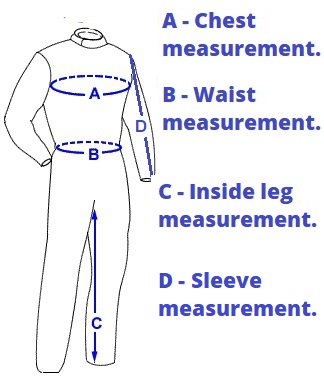 A - Chest
measurement.
A
B - Waist
measurement.
D
B
C - Inside leg
measurement.
D - Sleeve
measurement.
C